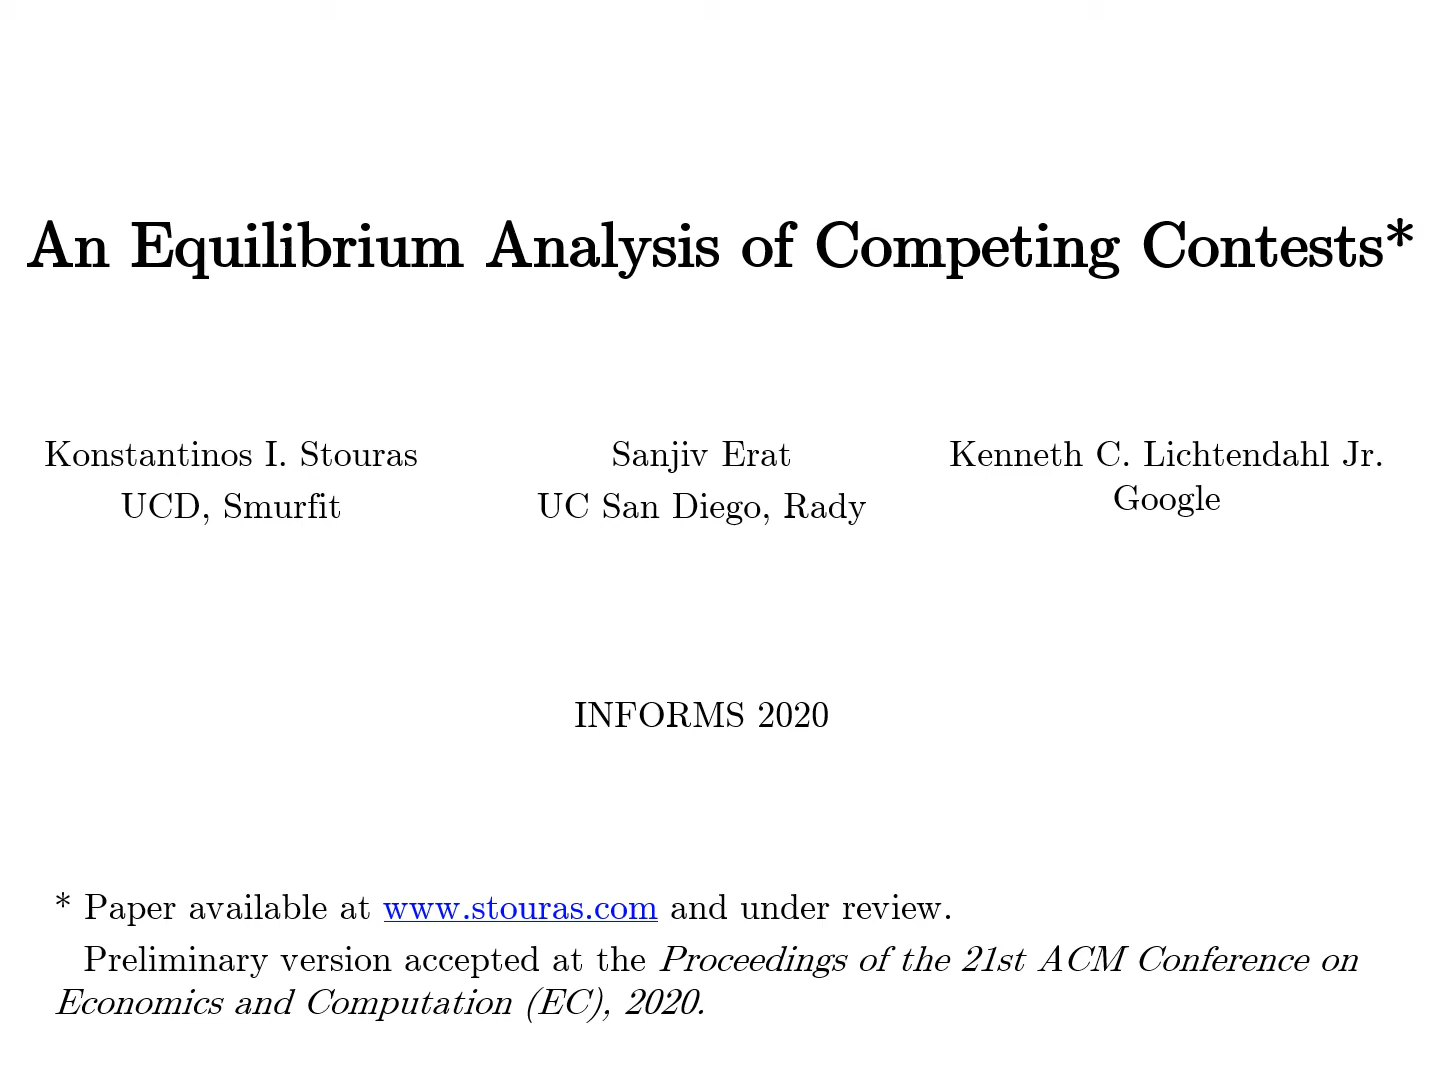 An Equilibrium Analysis of Competing Contests*
Konstantinos I. Stouras
UCD, Smurfit
Sanjiv Erat
UC San Diego, Rady
Kenneth C. Lichtendahl Jr.
Google
INFORMS 2020
* Paper available at www.stouras.com and under review.
Preliminary version accepted at the Proceedings of the 21st ACM Conference on
Economics and Computation (EC), 2020.